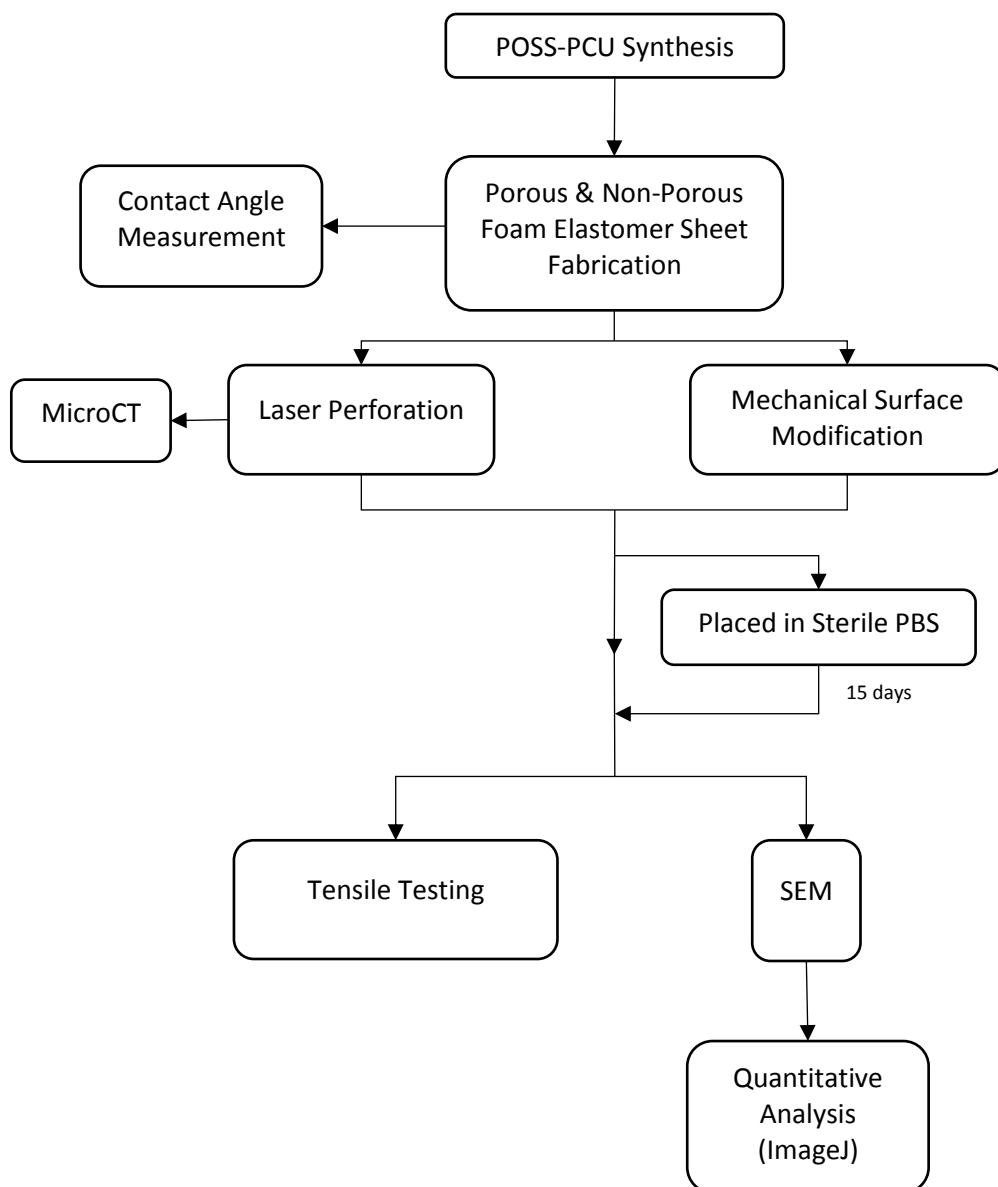 POSS-PCU Synthesis
Contact Angle
Measurement
Porous & Non-Porous
Foam Elastomer Sheet
Fabrication
MicroCT
Laser Perforation
Mechanical Surface
Modification
Placed in Sterile PBS
15 days
Tensile Testing
SEM
Quantitative
Analysis
(ImageJ)